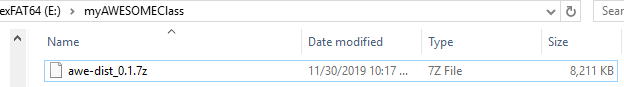 exFAT64 (E:) > myAWESOMEClass Sear
Name Date modified Type Size
awe-dist_0.1.7z 11/30/2019 10:17 ... 7Z File 8,211 KB